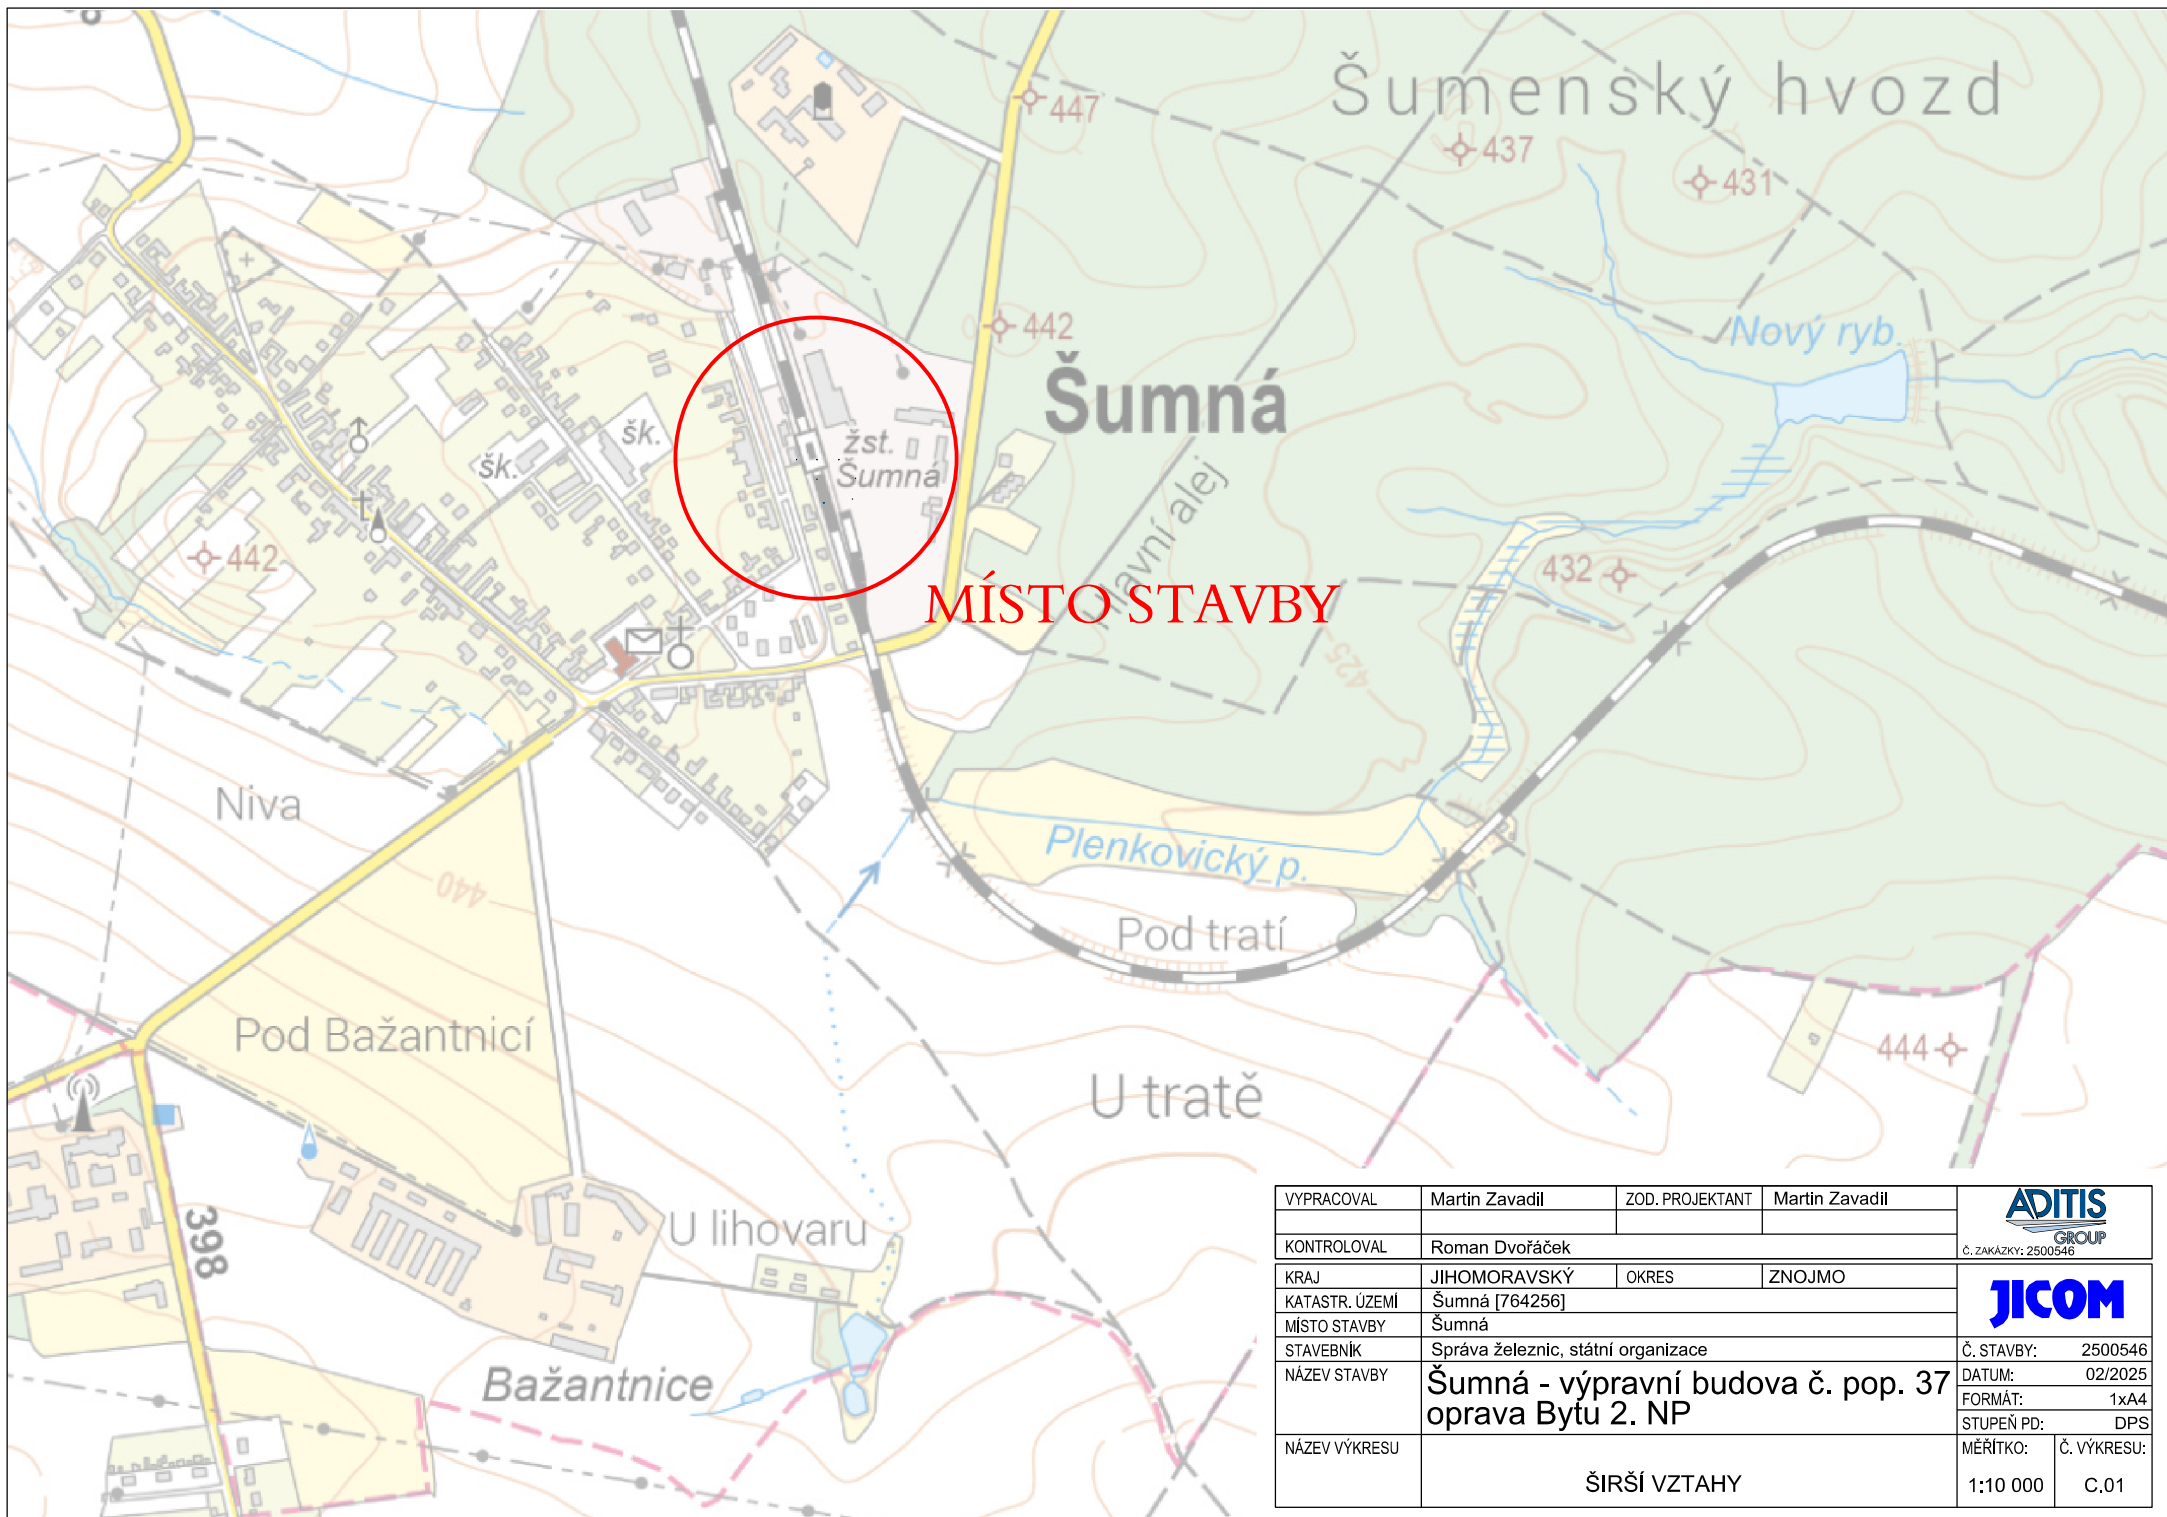 Šumenský hvozd
447
437
431
442
Nový ryb.
Šumná
šk.
šk.
žst.
Šumná
Hlavní alej
442
432
MÍSTO STAVBY
425
Niva
Plenkovický p.
440
Pod tratí
Pod Bažantnicí
444
U tratě
398
U lihovaru
Bažantnice
VYPRACOVAL Martin Zavadil ZOD. PROJEKTANT Martin Zavadil
ADITIS
GROUP
KONTROLOVAL Roman Dvořáček
Č. ZAKÁZKY: 2500546
KRAJ JIHOMORAVSKÝ OKRES ZNOJMO
JICOM
KATASTR. ÚZEMÍ Šumná [764256]
MÍSTO STAVBY Šumná
STAVEBNÍK Správa železnic, státní organizace Č. STAVBY: 2500546
NÁZEV STAVBY Šumná - výpravní budova č. pop. 37
oprava Bytu 2. NP
DATUM: 02/2025
FORMÁT: 1xA4
STUPEŇ PD: DPS
NÁZEV VÝKRESU ŠIRŠÍ VZTAHY
MĚŘÍTKO: Č. VÝKRESU:
1:10 000 C.01